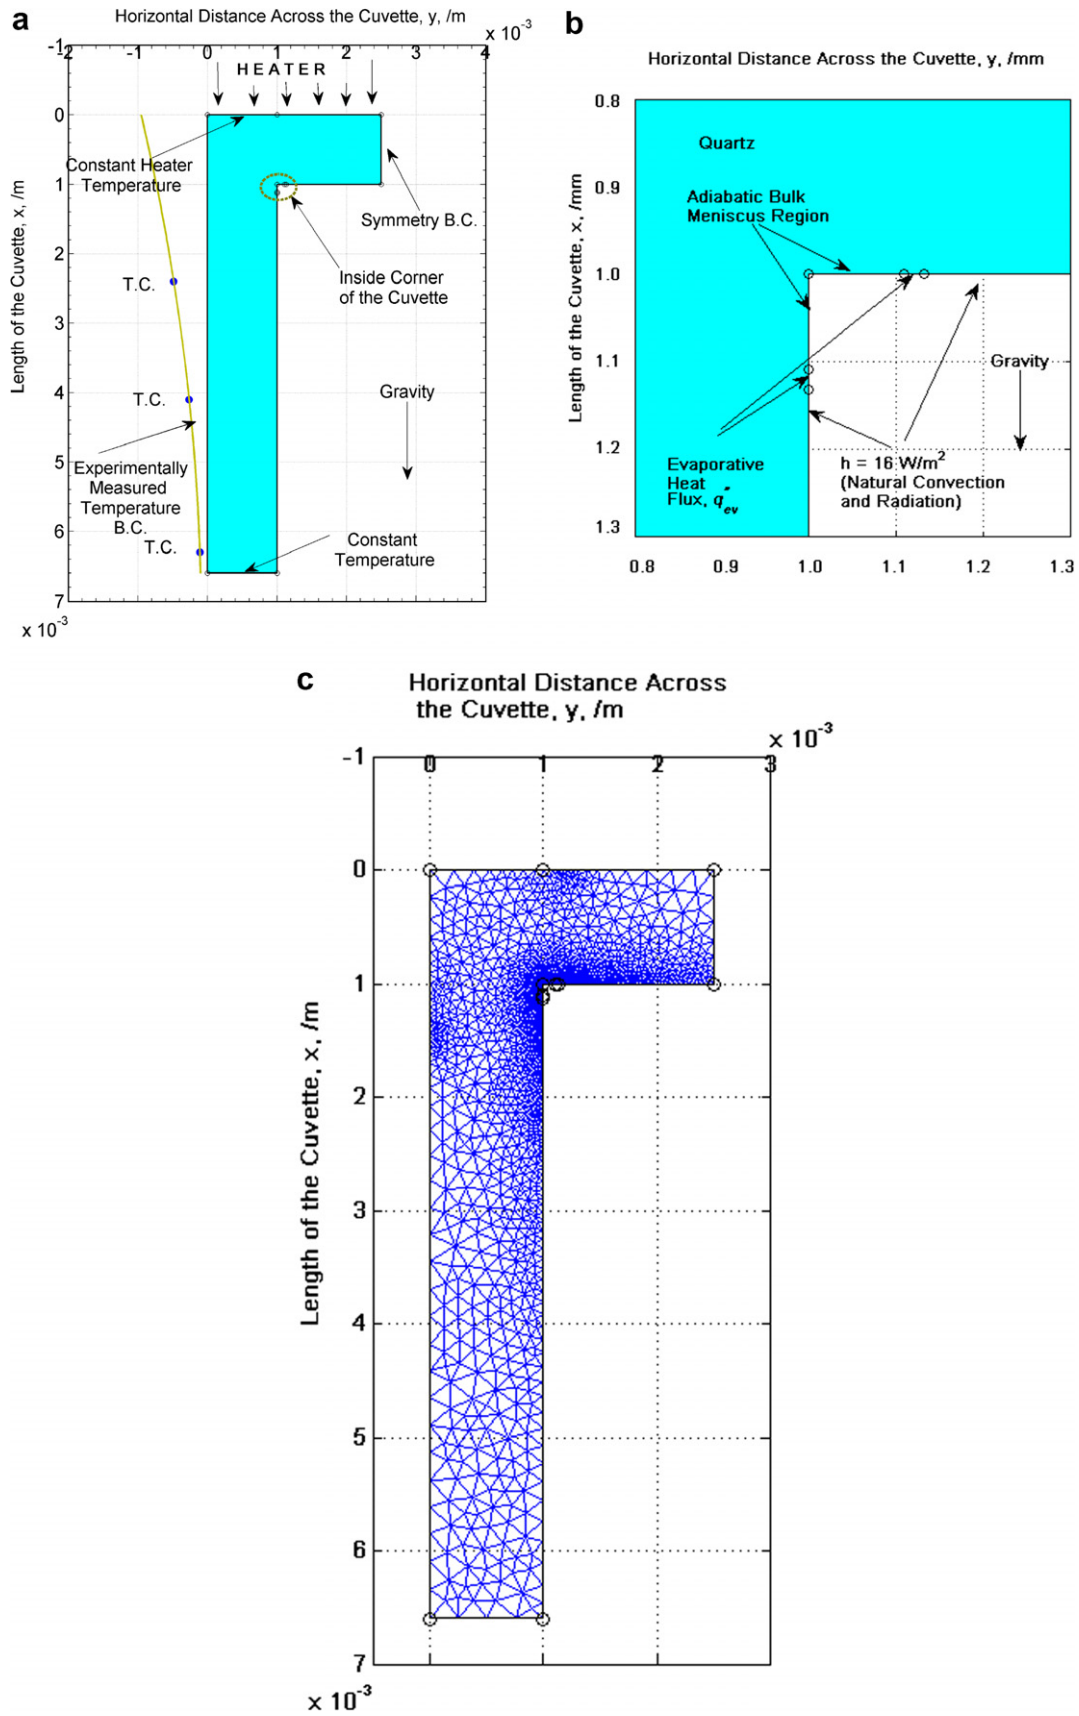 a
Horizontal Distance Across the Cuvette, y, /m
x 10-3
-1
-2 -1 0 1 2 3 4
HEATER
0
Constant Heater
Temperature
1
Symmetry B.C.
2
T.C.
Inside Corner
of the Cuvette
3
Length of the Cuvette, x, /m
4
T.C.
Gravity
5
Experimentally
Measured
Temperature
B.C.
6
T.C.
Constant
Temperature
7
x 10-3
b
Horizontal Distance Across the Cuvette, y, /mm
0.8
Quartz
0.9
Adiabatic Bulk
Meniscus Region
1.0
Length of the Cuvette, x, /mm
1.1
Gravity
1.2
Evaporative
Heat
Flux, q"ev
h = 16 W/m2
(Natural Convection
and Radiation)
1.3
0.8 0.9 1.0 1.1 1.2 1.3
c
Horizontal Distance Across
the Cuvette, y, /m
x 10-3
-1
0 1 2 3
0
1
2
3
Length of the Cuvette, x, /m
4
5
6
7
x 10-3